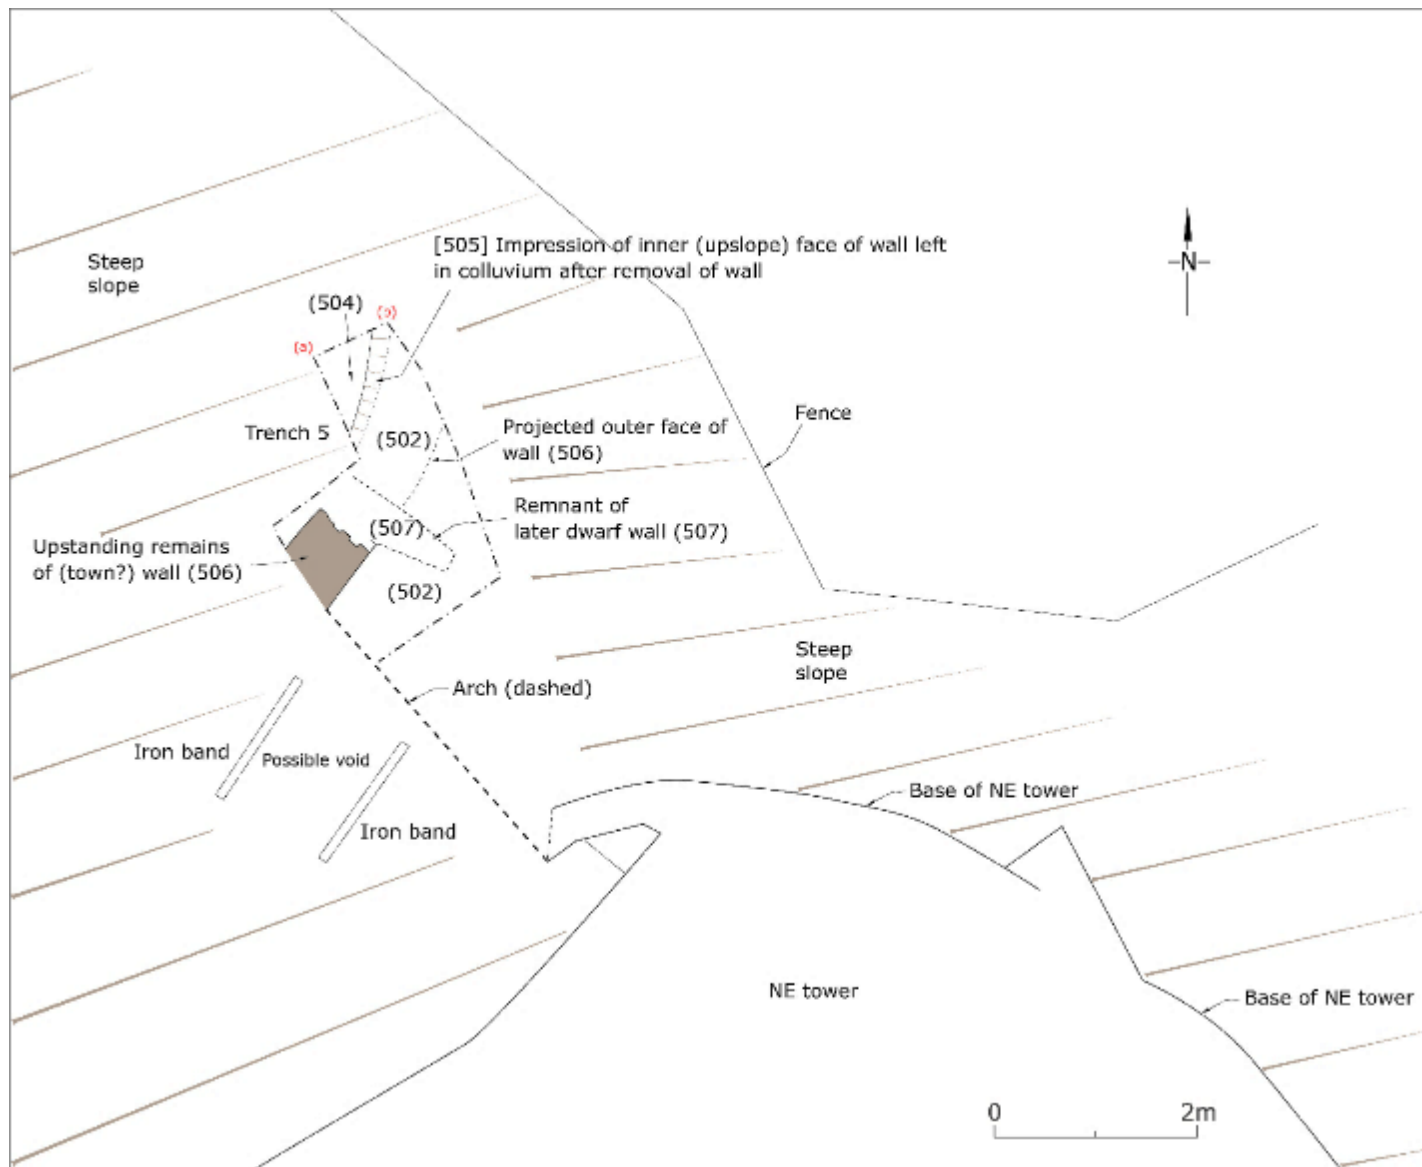 [505] Impression of inner (upslope) face of wall left
in colluvium after removal of wall
Steep
slope
N
(504)
(b)
(a)
Trench 5
(502)
Projected outer face of
wall (506)
Fence
Remnant of
later dwarf wall (507)
(507)
Upstanding remains
of (town?) wall (506)
(502)
Steep
slope
Arch (dashed)
Iron band
Possible void
Iron band
Base of NE tower
NE tower
Base of NE tower
0
2m